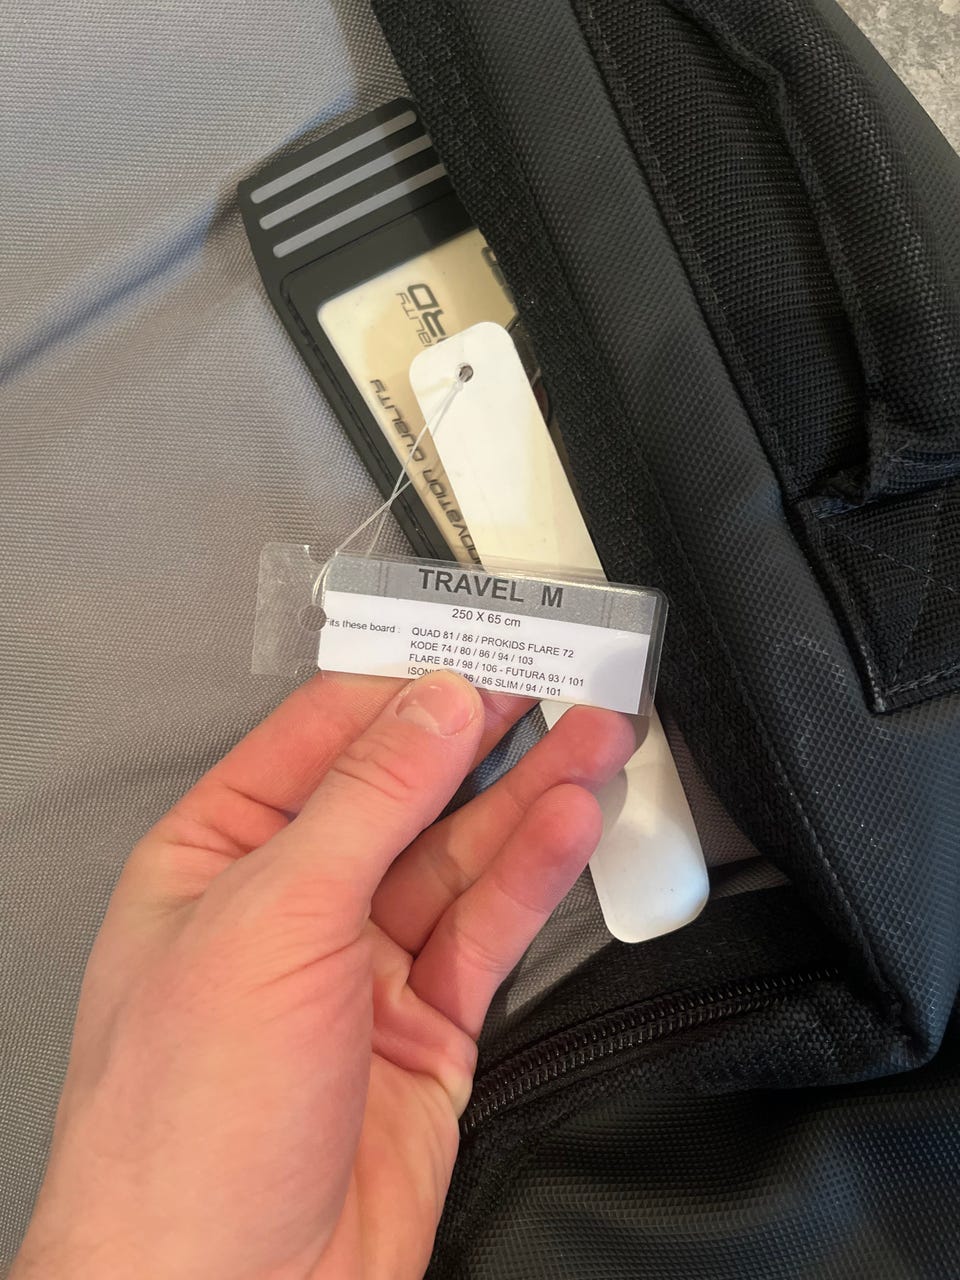 TRAVEL M
250 X 65 cm
Fits these board : QUAD 81 / 86 / PROKIDS FLARE 72
KODE 74 / 80 / 86 / 94 / 103
FLARE 88 / 98 / 106 - FUTURA 93 / 101
86 / 86 SLIM / 94 / 101
QUALITY